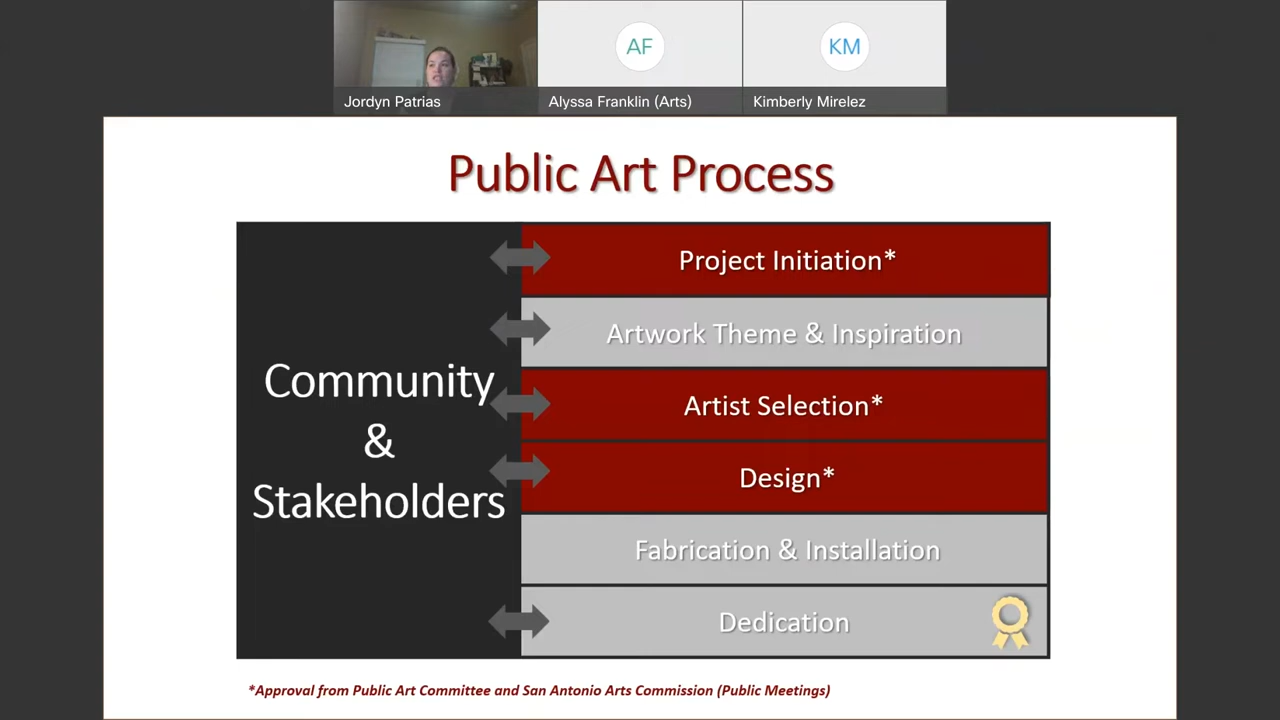 AF
KM
Jordyn Patrias
Alyssa Franklin (Arts)
Kimberly Mirelez
Public Art Process
Community
&
Stakeholders
Project Initiation*
Artwork Theme & Inspiration
Artist Selection*
Design*
Fabrication & Installation
Dedication
*Approval from Public Art Committee and San Antonio Arts Commission (Public Meetings)